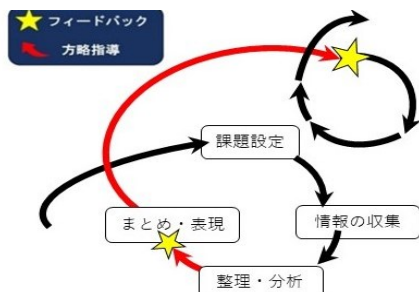 フィードバック
方略指導
課題設定
情報の収集
まとめ・表現
整理・分析